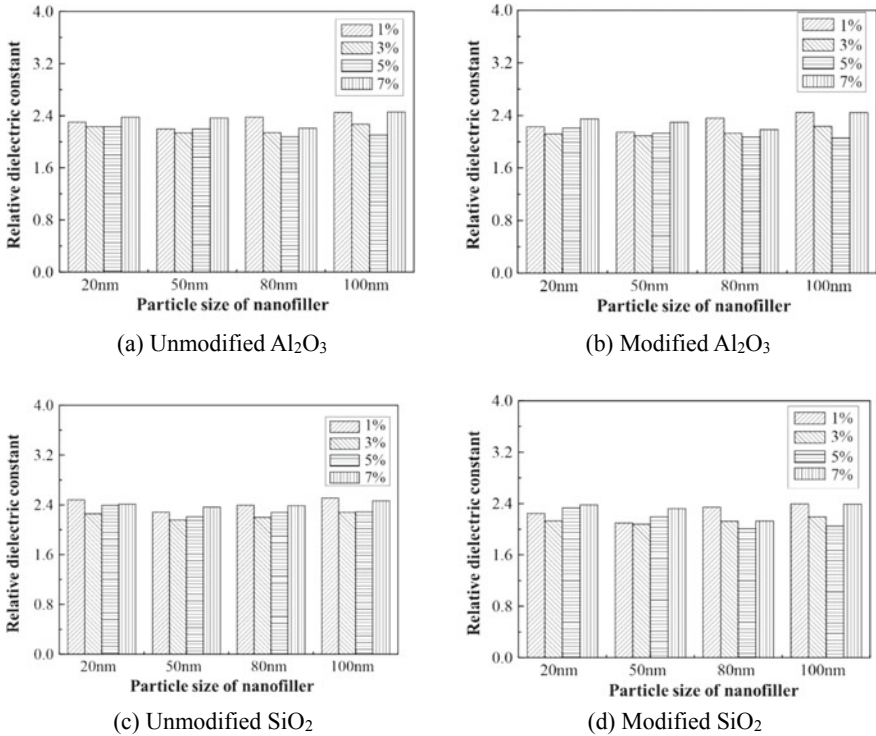 Relative dielectric constant
4.0
3.2
2.4
1.6
0.8
0.0
1%
3%
5%
7%
20nm 50nm 80nm 100nm
Particle size of nanofiller
(a) Unmodified Al₂O₃
Relative dielectric constant
4.0
3.2
2.4
1.6
0.8
0.0
1%
3%
5%
7%
20nm 50nm 80nm 100nm
Particle size of nanofiller
(b) Modified Al₂O₃
Relative dielectric constant
4.0
3.2
2.4
1.6
0.8
0.0
1%
3%
5%
7%
20nm 50nm 80nm 100nm
Particle size of nanofiller
(c) Unmodified SiO₂
Relative dielectric constant
4.0
3.2
2.4
1.6
0.8
0.0
1%
3%
5%
7%
20nm 50nm 80nm 100nm
Particle size of nanofiller
(d) Modified SiO₂